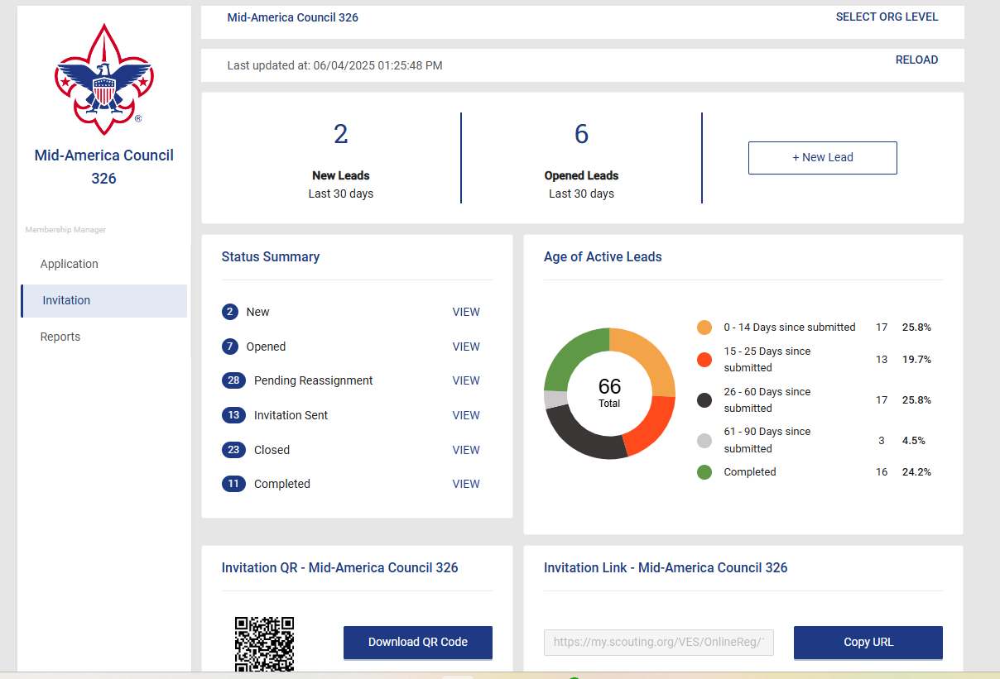 Mid-America Council 326
SELECT ORG LEVEL
Last updated at: 06/04/2025 01:25:48 PM
RELOAD
®
Mid-America Council
326
Membership Manager
Application
Invitation
Reports
2
New Leads
Last 30 days
6
Opened Leads
Last 30 days
+ New Lead
Status Summary
2 New VIEW
7 Opened VIEW
28 Pending Reassignment VIEW
13 Invitation Sent VIEW
23 Closed VIEW
11 Completed VIEW
Age of Active Leads
66
Total
0 - 14 Days since submitted 17 25.8%
15 - 25 Days since
submitted
13 19.7%
26 - 60 Days since
submitted
17 25.8%
61 - 90 Days since
submitted
3 4.5%
Completed 16 24.2%
Invitation QR - Mid-America Council 326
Download QR Code
Invitation Link - Mid-America Council 326
https://my.scouting.org/VES/OnlineReg/
Copy URL